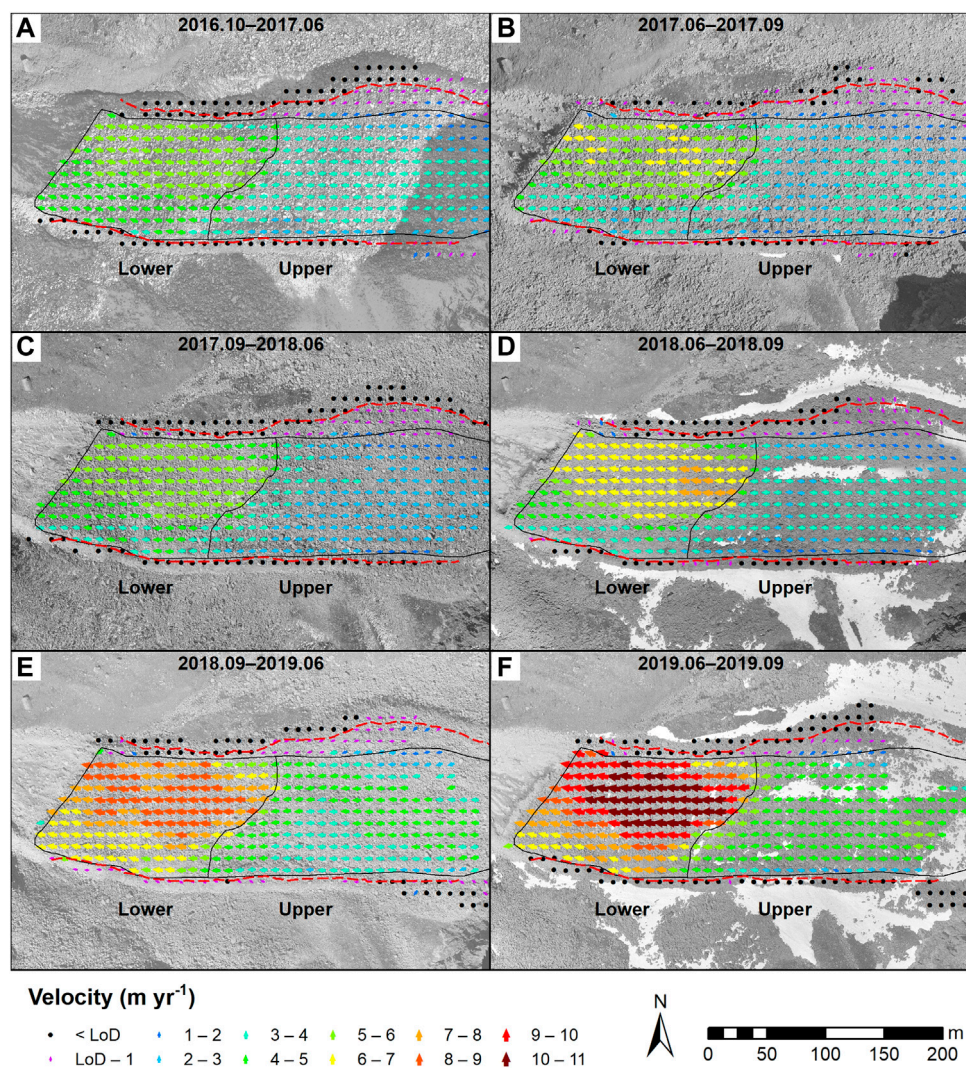 A 2016.10–2017.06
B 2017.06–2017.09
Lower Upper
Lower Upper
C 2017.09–2018.06
D 2018.06–2018.09
Lower Upper
Lower Upper
E 2018.09–2019.06
F 2019.06–2019.09
Lower Upper
Lower Upper
Velocity (m yr⁻¹)
< LoD 1 – 2 3 – 4 5 – 6 7 – 8 9 – 10
LoD – 1 2 – 3 4 – 5 6 – 7 8 – 9 10 – 11
N
m
0 50 100 150 200